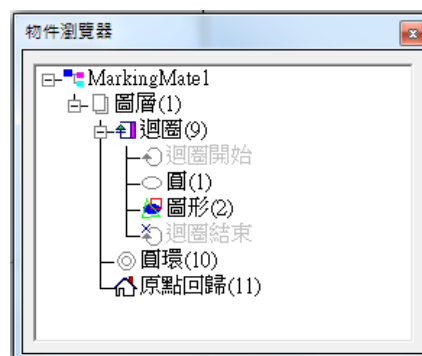 物件瀏覽器
MarkingMate1
圖層(1)
迴圈(9)
迴圈開始
圓(1)
圖形(2)
迴圈結束
圓環(10)
原點回歸(11)